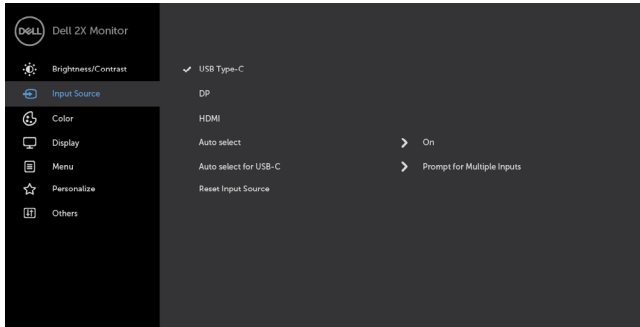 DELL Dell 2X Monitor
Brightness/Contrast
USB Type-C
Input Source
DP
Color
HDMI
Display
Auto select
On
Menu
Auto select for USB-C
Prompt for Multiple Inputs
Personalize
Reset Input Source
Others